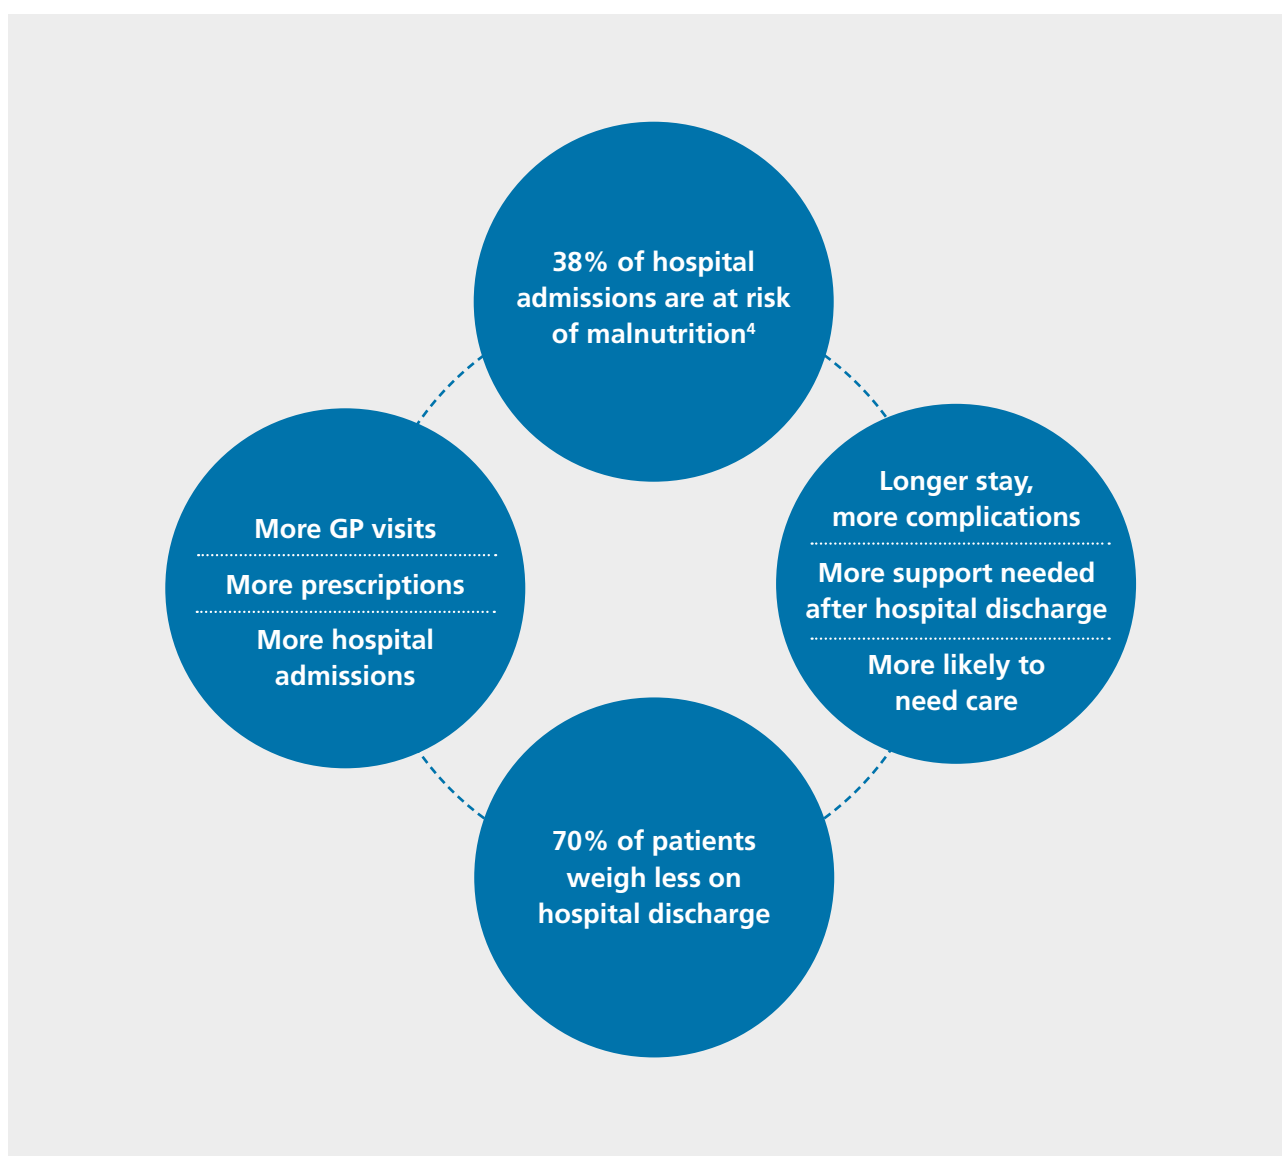 38% of hospital
admissions are at risk
of malnutrition⁴
More GP visits
More prescriptions
More hospital
admissions
Longer stay,
more complications
More support needed
after hospital discharge
More likely to
need care
70% of patients
weigh less on
hospital discharge